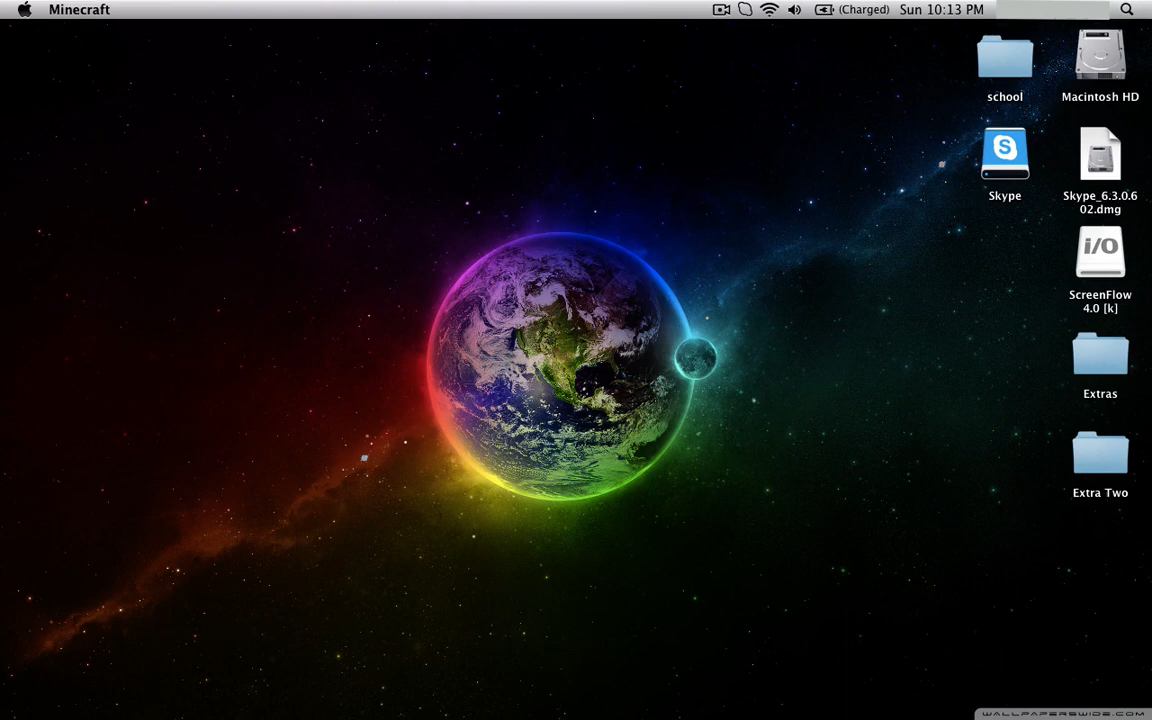 Minecraft
(Charged) Sun 10:13 PM
school
Macintosh HD
S
Skype
Skype_6.3.0.6
02.dmg
i/O
ScreenFlow
4.0 [k]
Extras
Extra Two
WALLPAPERSWIDE.COM